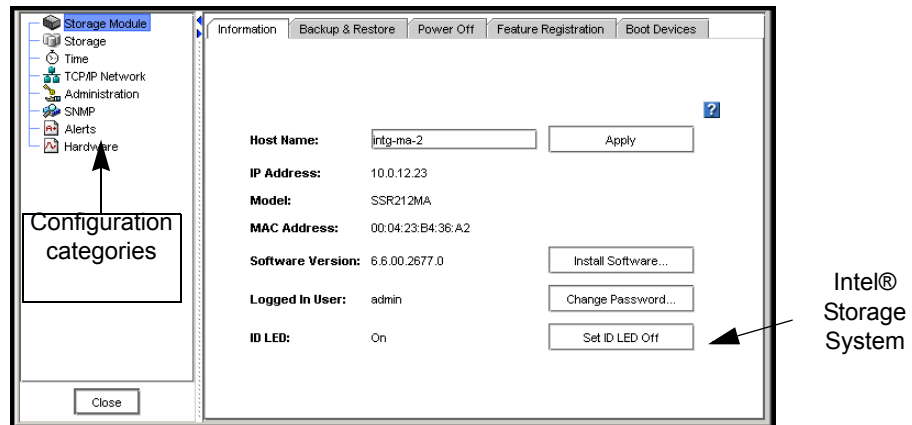 Storage Module
Storage
Time
TCP/IP Network
Administration
SNMP
Alerts
Hardware
Configuration
categories
Close
Information Backup & Restore Power Off Feature Registration Boot Devices
?
Host Name: intg-ma-2 Apply
IP Address: 10.0.12.23
Model: SSR212MA
MAC Address: 00:04:23:B4:36:A2
Software Version: 6.6.00.2677.0 Install Software...
Logged In User: admin Change Password...
ID LED: On Set ID LED Off
Intel®
Storage
System